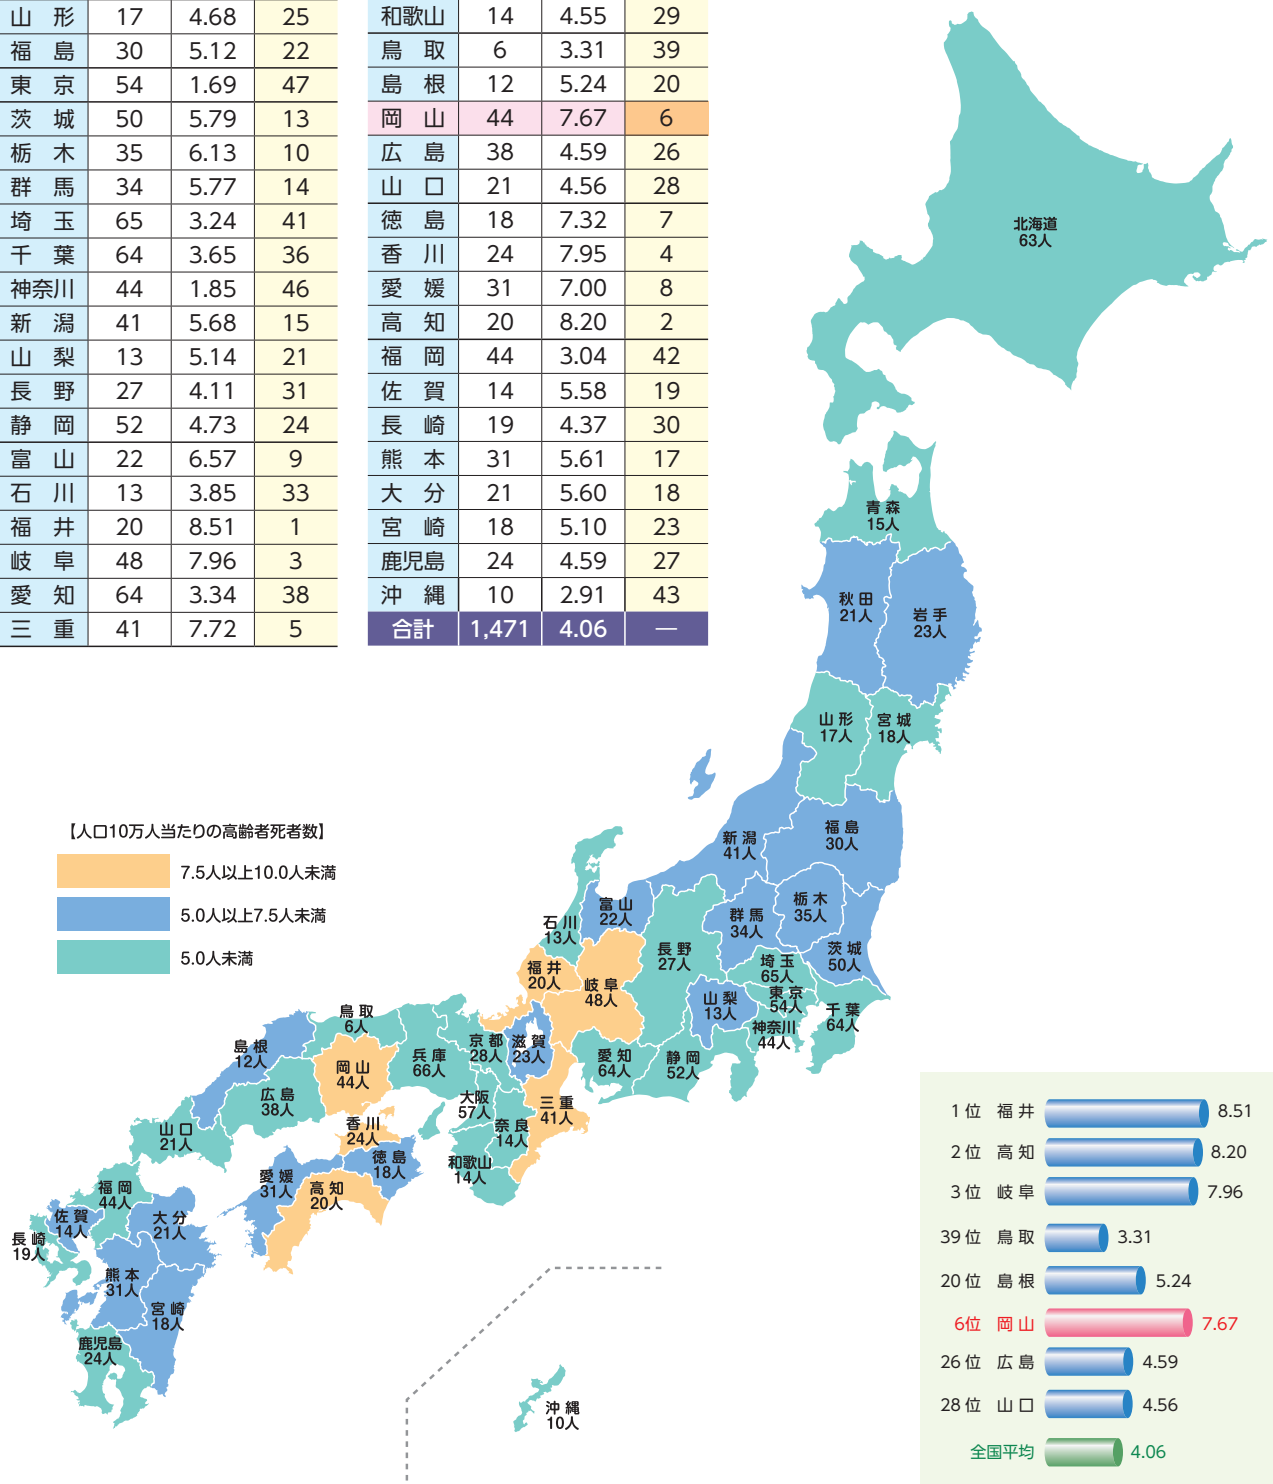 山形 17 4.68 25
福島 30 5.12 22
東京 54 1.69 47
茨城 50 5.79 13
栃木 35 6.13 10
群馬 34 5.77 14
埼玉 65 3.24 41
千葉 64 3.65 36
神奈川 44 1.85 46
新潟 41 5.68 15
山梨 13 5.14 21
長野 27 4.11 31
静岡 52 4.73 24
富山 22 6.57 9
石川 13 3.85 33
福井 20 8.51 1
岐阜 48 7.96 3
愛知 64 3.34 38
三重 41 7.72 5
和歌山 14 4.55 29
鳥取 6 3.31 39
島根 12 5.24 20
岡山 44 7.67 6
広島 38 4.59 26
山口 21 4.56 28
徳島 18 7.32 7
香川 24 7.95 4
愛媛 31 7.00 8
高知 20 8.20 2
福岡 44 3.04 42
佐賀 14 5.58 19
長崎 19 4.37 30
熊本 31 5.61 17
大分 21 5.60 18
宮崎 18 5.10 23
鹿児島 24 4.59 27
沖縄 10 2.91 43
合計 1,471 4.06 —
北海道
63人
青森
15人
秋田
21人
岩手
23人
山形
17人
宮城
18人
新潟
41人
福島
30人
栃木
35人
群馬
34人
茨城
50人
富山
22人
石川
13人
長野
27人
埼玉
65人
東京
54人
千葉
64人
神奈川
44人
山梨
13人
福井
20人
岐阜
48人
静岡
52人
愛知
64人
滋賀
23人
京都
28人
兵庫
66人
大阪
57人
奈良
14人
三重
41人
和歌山
14人
鳥取
6人
島根
12人
岡山
44人
広島
38人
山口
21人
香川
24人
徳島
18人
愛媛
31人
高知
20人
福岡
44人
佐賀
14人
長崎
19人
大分
21人
熊本
31人
宮崎
18人
鹿児島
24人
沖縄
10人
【人口10万人当たりの高齢者死者数】
7.5人以上10.0人未満
5.0人以上7.5人未満
5.0人未満
1位 福井 8.51
2位 高知 8.20
3位 岐阜 7.96
39位 鳥取 3.31
20位 島根 5.24
6位 岡山 7.67
26位 広島 4.59
28位 山口 4.56
全国平均 4.06